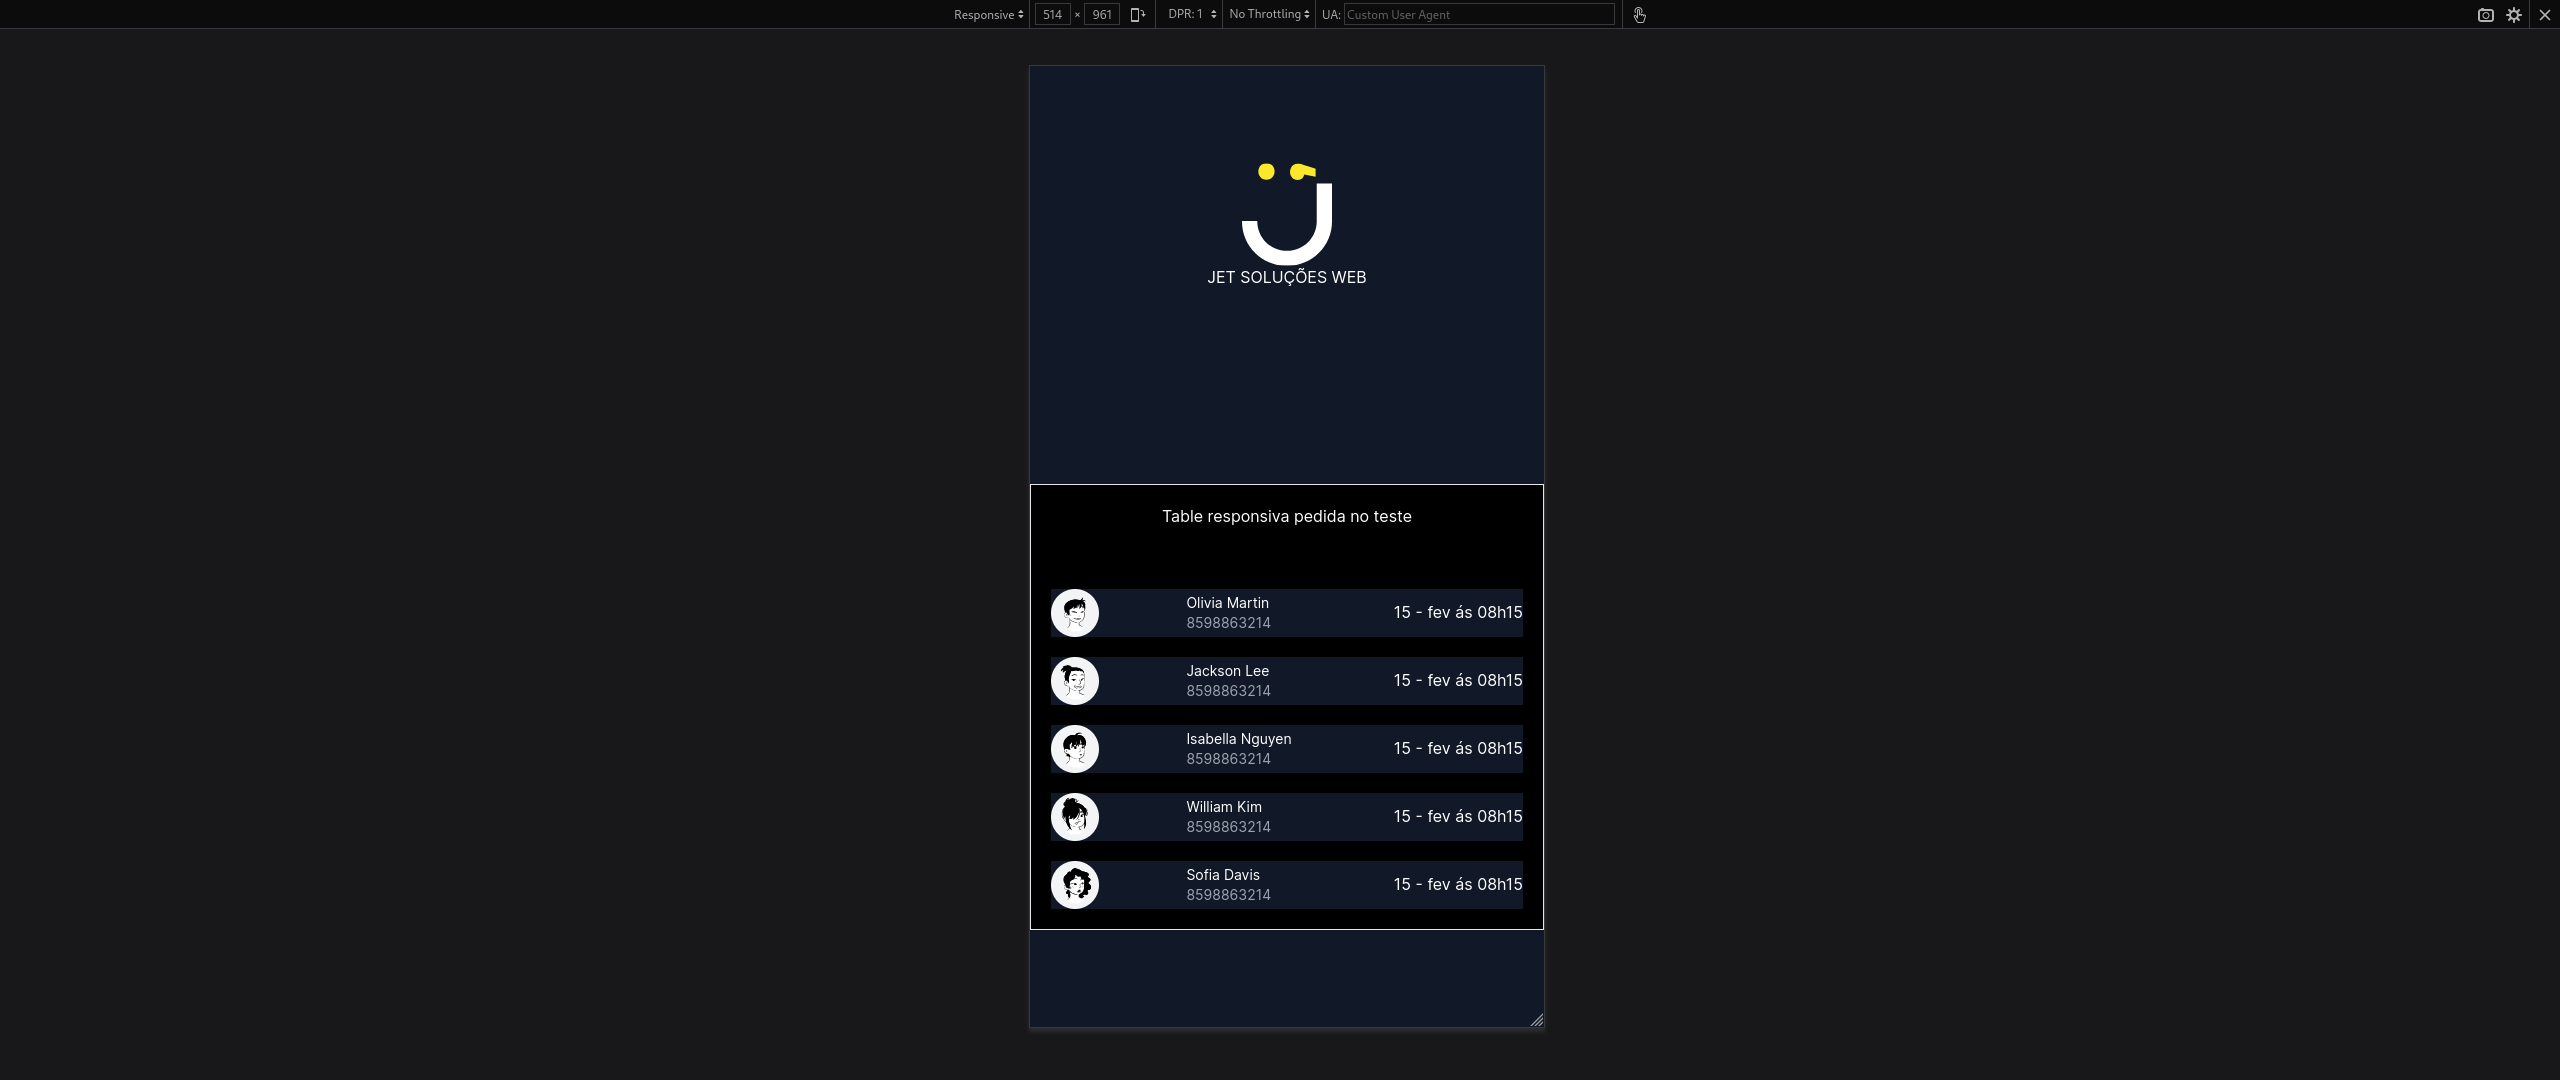 Responsive 514 × 961 DPR: 1 No Throttling UA: Custom User Agent
JET SOLUÇÕES WEB
Table responsiva pedida no teste
Olivia Martin
8598863214
15 - fev ás 08h15
Jackson Lee
8598863214
15 - fev ás 08h15
Isabella Nguyen
8598863214
15 - fev ás 08h15
William Kim
8598863214
15 - fev ás 08h15
Sofia Davis
8598863214
15 - fev ás 08h15